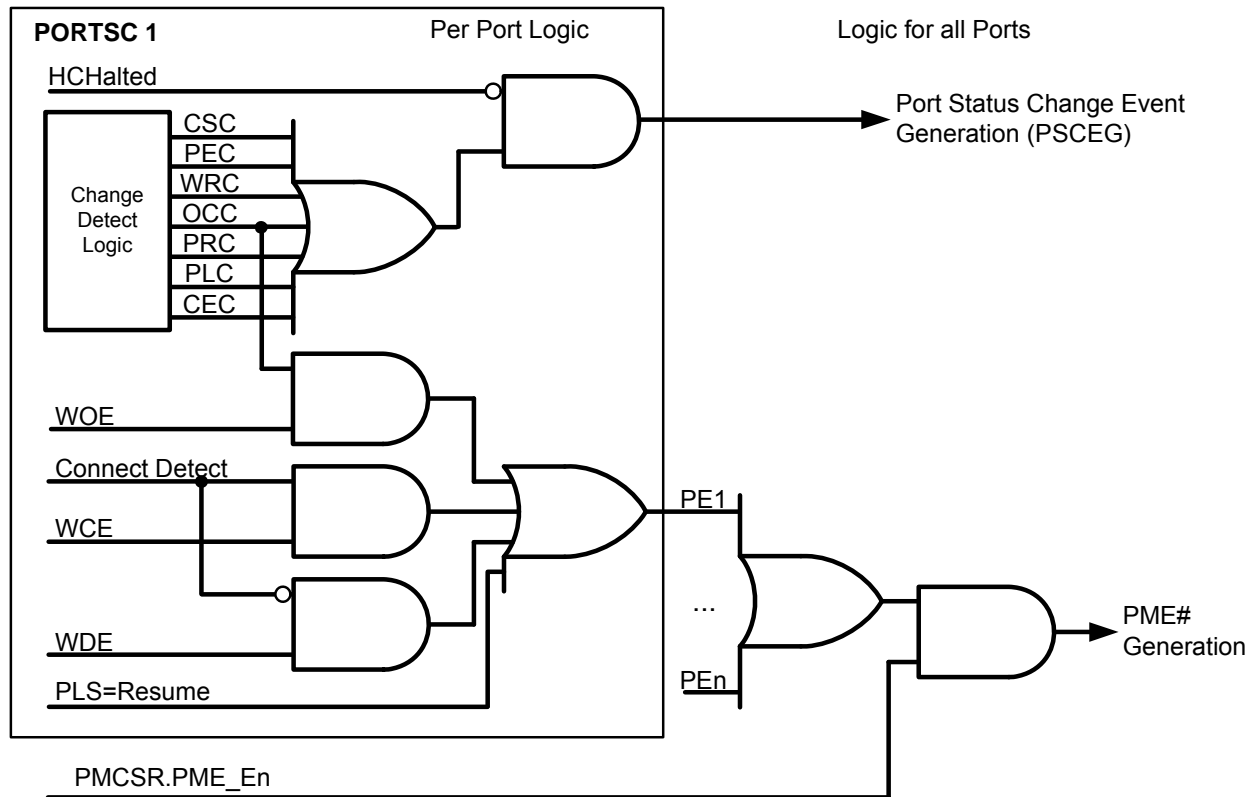 PORTSC 1
Per Port Logic
Logic for all Ports
HCHalted
Port Status Change Event
Generation (PSCEG)
Change
Detect
Logic
CSC
PEC
WRC
OCC
PRC
PLC
CEC
WOE
Connect Detect
WCE
WDE
PLS=Resume
PE1
...
PEn
PME#
Generation
PMCSR.PME_En